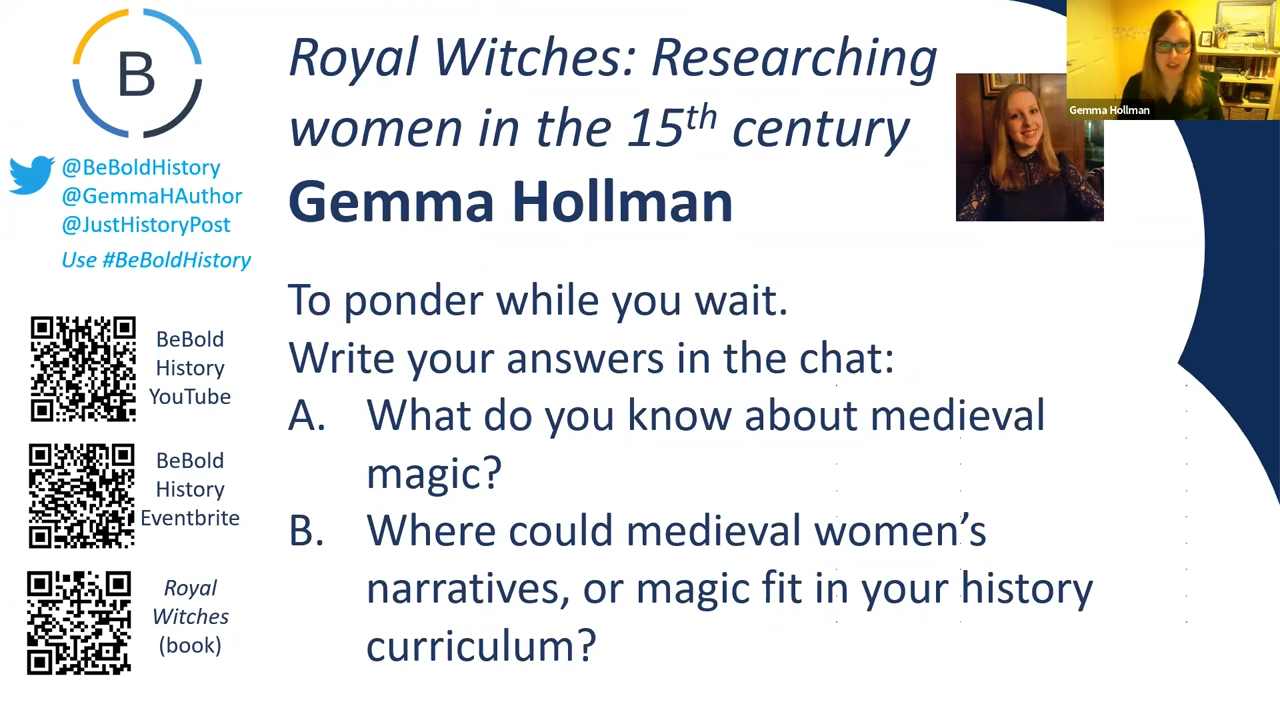 B
@BeBoldHistory
@GemmaHAuthor
@JustHistoryPost
Use #BeBoldHistory
BeBold
History
YouTube
BeBold
History
Eventbrite
Royal
Witches
(book)
Royal Witches: Researching
women in the 15th century
Gemma Hollman
To ponder while you wait.
Write your answers in the chat:
A. What do you know about medieval
magic?
B. Where could medieval women’s
narratives, or magic fit in your history
curriculum?
Gemma Hollman